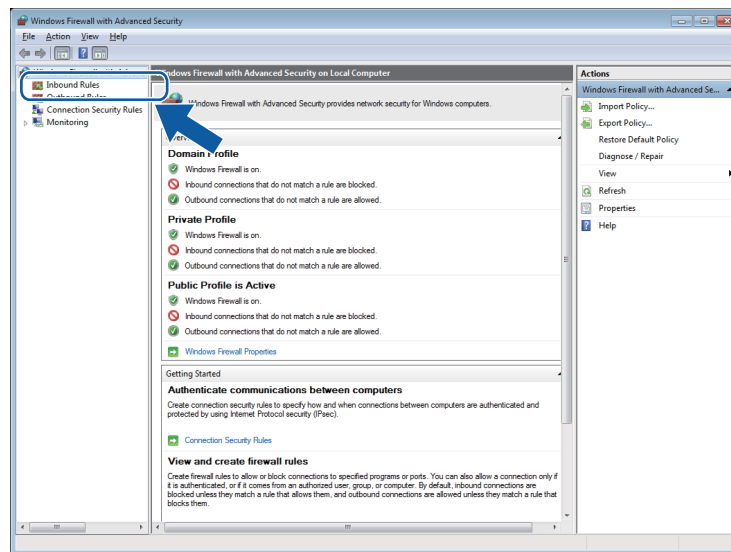 Windows Firewall with Advanced Security
File Action View Help
Inbound Rules
Outbound Rules
Connection Security Rules
Monitoring
Windows Firewall with Advanced Security on Local Computer
Windows Firewall with Advanced Security provides network security for Windows computers.
Domain Profile
Windows Firewall is on.
Inbound connections that do not match a rule are blocked.
Outbound connections that do not match a rule are allowed.
Private Profile
Windows Firewall is on.
Inbound connections that do not match a rule are blocked.
Outbound connections that do not match a rule are allowed.
Public Profile is Active
Windows Firewall is on.
Inbound connections that do not match a rule are blocked.
Outbound connections that do not match a rule are allowed.
Windows Firewall Properties
Getting Started
Authenticate communications between computers
Create connection security rules to specify how and when connections between computers are authenticated and
protected by using Internet Protocol security (IPsec).
Connection Security Rules
View and create firewall rules
Create firewall rules to allow or block connections to specified programs or ports. You can also allow a connection only if
it is authenticated, or if it comes from an authorized user, group, or computer. By default, inbound connections are
blocked unless they match a rule that allows them, and outbound connections are allowed unless they match a rule that
blocks them.
Actions
Windows Firewall with Advanced Se...
Import Policy...
Export Policy...
Restore Default Policy
Diagnose / Repair
View
Refresh
Properties
Help